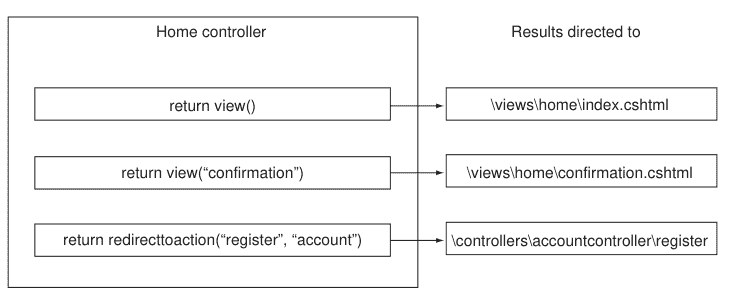 Home controller
Results directed to
return view()
\views\home\index.cshtml
return view(“confirmation”)
\views\home\confirmation.cshtml
return redirecttoaction(“register”, “account”)
\controllers\accountcontroller\register